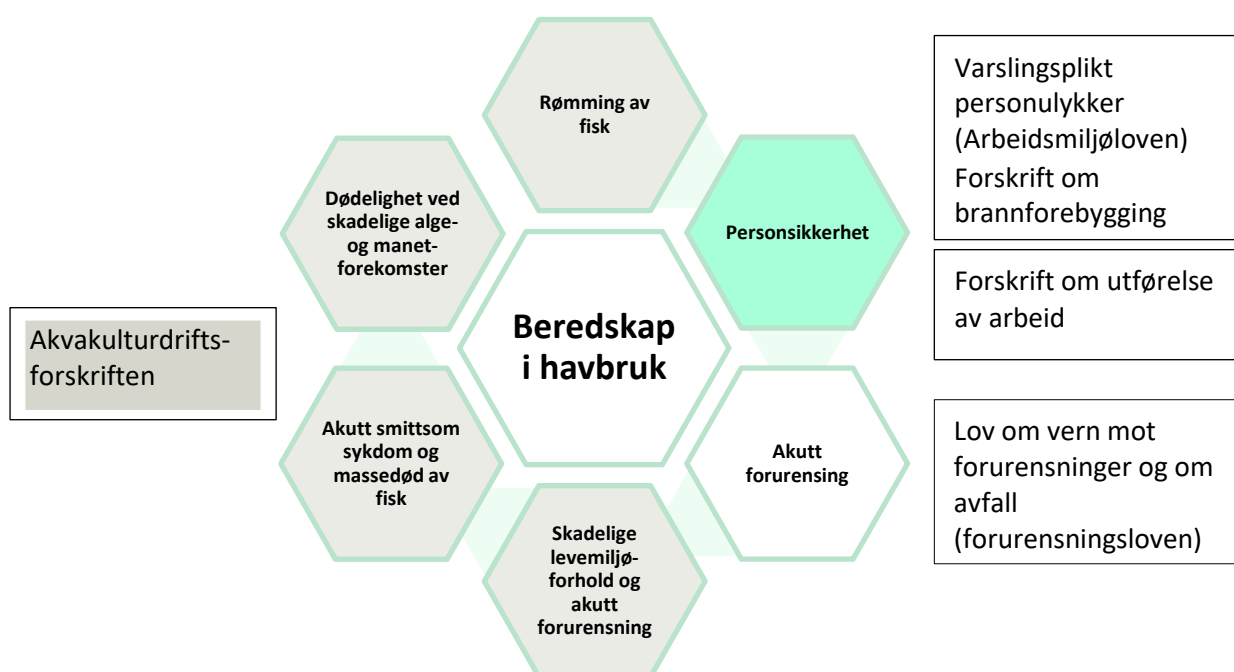 Rømming av
fisk
Personsikkerhet
Dødelighet ved
skadelige alge-
og manet-
forekomster
Beredskap
i havbruk
Akutt smittsom
sykdom og
massedød av
fisk
Akutt
forurensing
Skadelige
levemiljø-
forhold og
akutt
forurensning
Akvakulturdrifts-
forskriften
Varslingsplikt
personulykker
(Arbeidsmiljøloven)
Forskrift om
brannforebygging
Forskrift om utførelse
av arbeid
Lov om vern mot
forurensninger og om
avfall
(forurensningsloven)